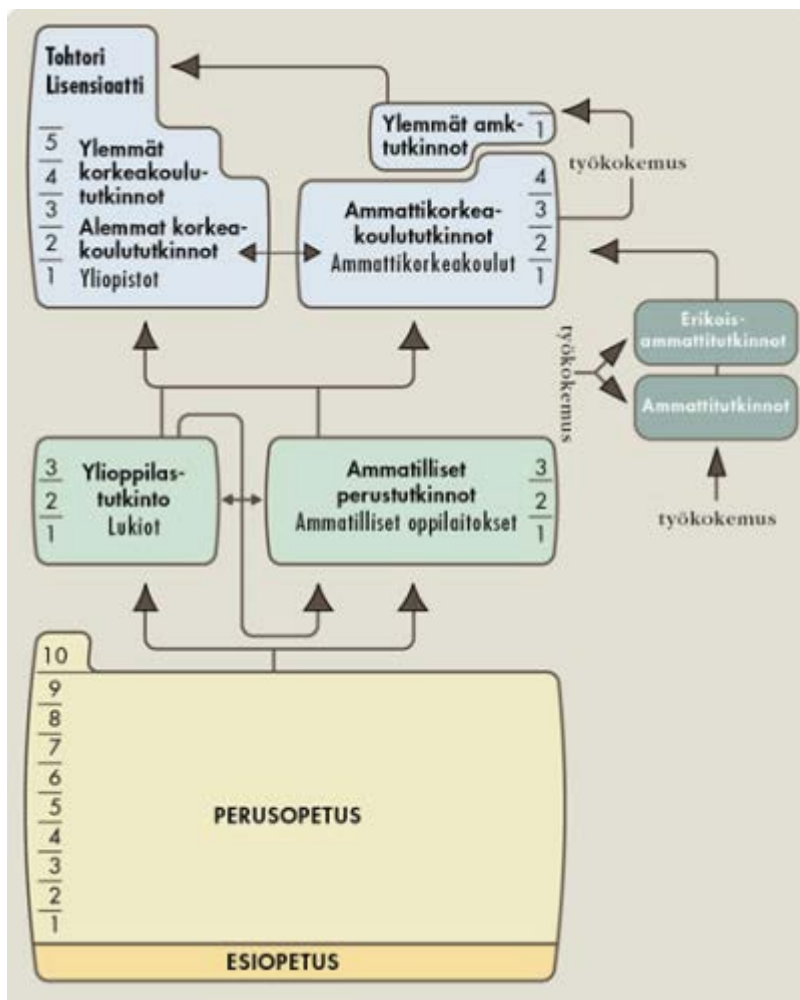 Tohtori
Lisensiaatti
5
4
3
2
1
Ylemmät
korkeakoulu-
tutkinnot
Alemmat korkea-
koulututkinnot
Yliopistot
Ylemmät amk-
tutkinnot
1
työkokemus
Ammattikorkea-
koulututkinnot
Ammattikorkeakoulut
4
3
2
1
Erikois-
ammattitutkinnot
työkokemus
Ammattitutkinnot
työkokemus
3
2
1
Ylioppilas-
tutkinto
Lukiot
Ammatilliset
perustutkinnot
Ammatilliset oppilaitokset
3
2
1
10
9
8
7
6
5
4
3
2
1
PERUSOPETUS
ESIOPETUS